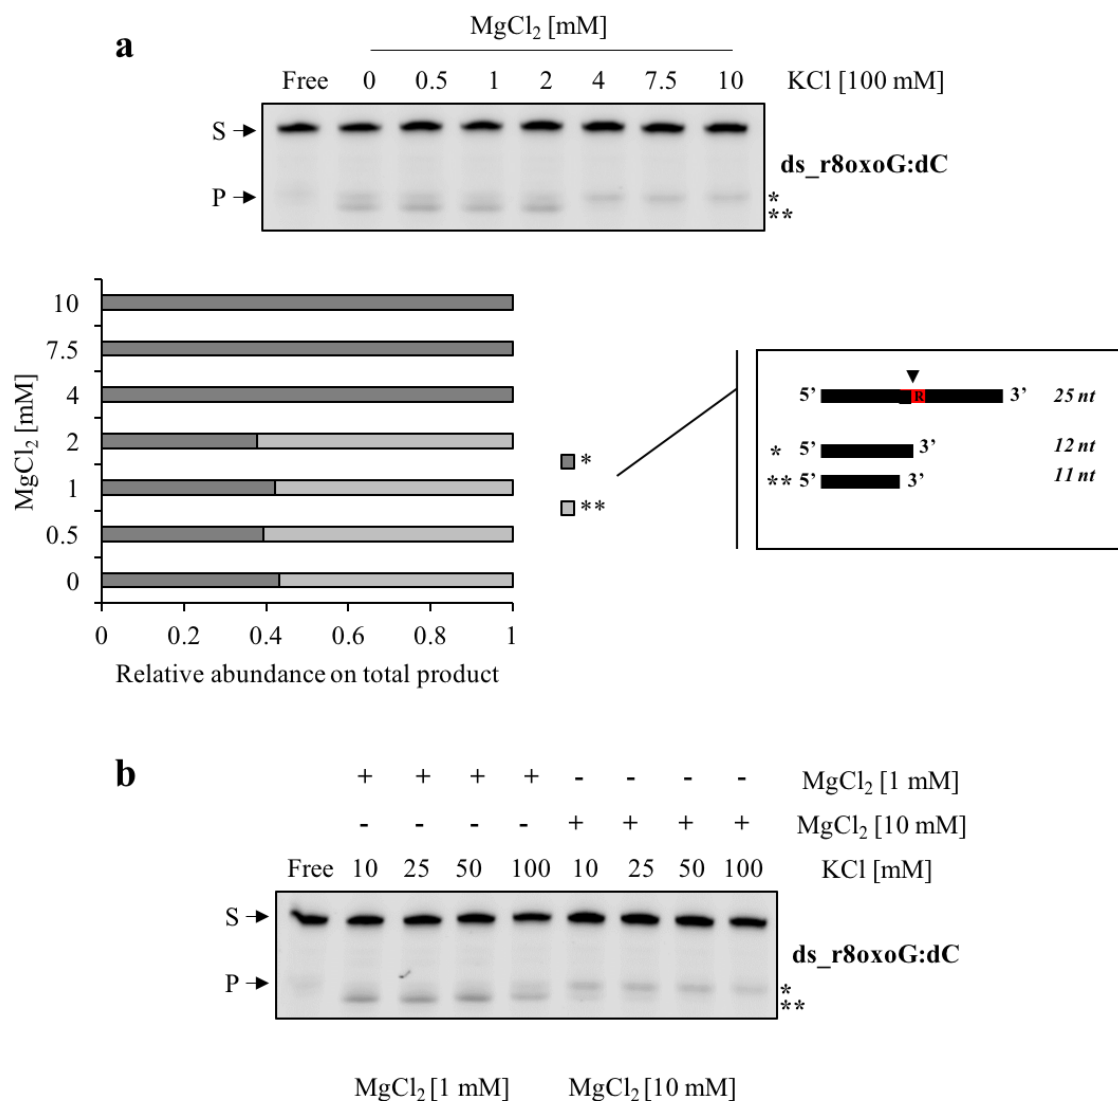 a
MgCl₂ [mM]
Free 0 0.5 1 2 4 7.5 10 KCl [100 mM]
S
ds_r8oxoG:dC
P
*
**
10
7.5
4
2
1
0.5
0
MgCl₂ [mM]
0 0.2 0.4 0.6 0.8 1
Relative abundance on total product
*
**
R
5’ 3’ 25 nt
* 5’ 3’ 12 nt
** 5’ 3’ 11 nt
b
+ + + + - - - - MgCl₂ [1 mM]
- - - - + + + + MgCl₂ [10 mM]
Free 10 25 50 100 10 25 50 100 KCl [mM]
S
ds_r8oxoG:dC
P
*
**
MgCl₂ [1 mM] MgCl₂ [10 mM]